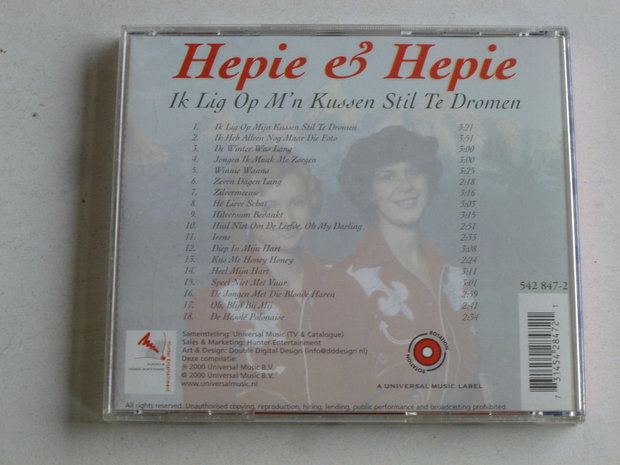 Hepie & Hepie
Ik Lig Op M'n Kussen Stil Te Dromen
1. Ik Lig Op Mijn Kussen Stil Te Dromen 3:21
2. Ik Heb Alleen Nog Maar Die Foto 3:51
3. De Winter Was Lang 3:00
4. Jongen Ik Maak Me Zorgen 3:00
5. Winnie Wanna 3:25
6. Zeven Dagen Lang 2:18
7. Zilvermeeuw 3:16
8. Hé Lieve Schat 3:03
9. Hilversum Bedankt 3:15
10. Huil Niet Om De Liefde, Oh My Darling 2:51
11. Irene 2:33
12. Diep In Mijn Hart 3:08
13. Kus Me Honey Honey 2:24
14. Heel Mijn Hart 3:11
15. Speel Niet Met Vuur 3:01
16. De Jongen Met Die Blonde Haren 2:59
17. Oh, Blijf Bij Mij 2:41
18. De Héwlé Polonaise 2:34
542 847-2
7 31454 28472 1
Samenstelling: Universal Music (TV & Catalogue)
Sales & Marketing: Hunter Entertainment
Art & Design: Double Digital Design (info@dddesign.nl)
Deze compilatie:
℗ 2000 Universal Music B.V.
© 2000 Universal Music B.V.
www.universalmusic.nl
ROTATION
ROTATION
A UNIVERSAL MUSIC LABEL
All rights reserved. Unauthorised copying, reproduction, hiring, lending, public performance and broadcasting prohibited.